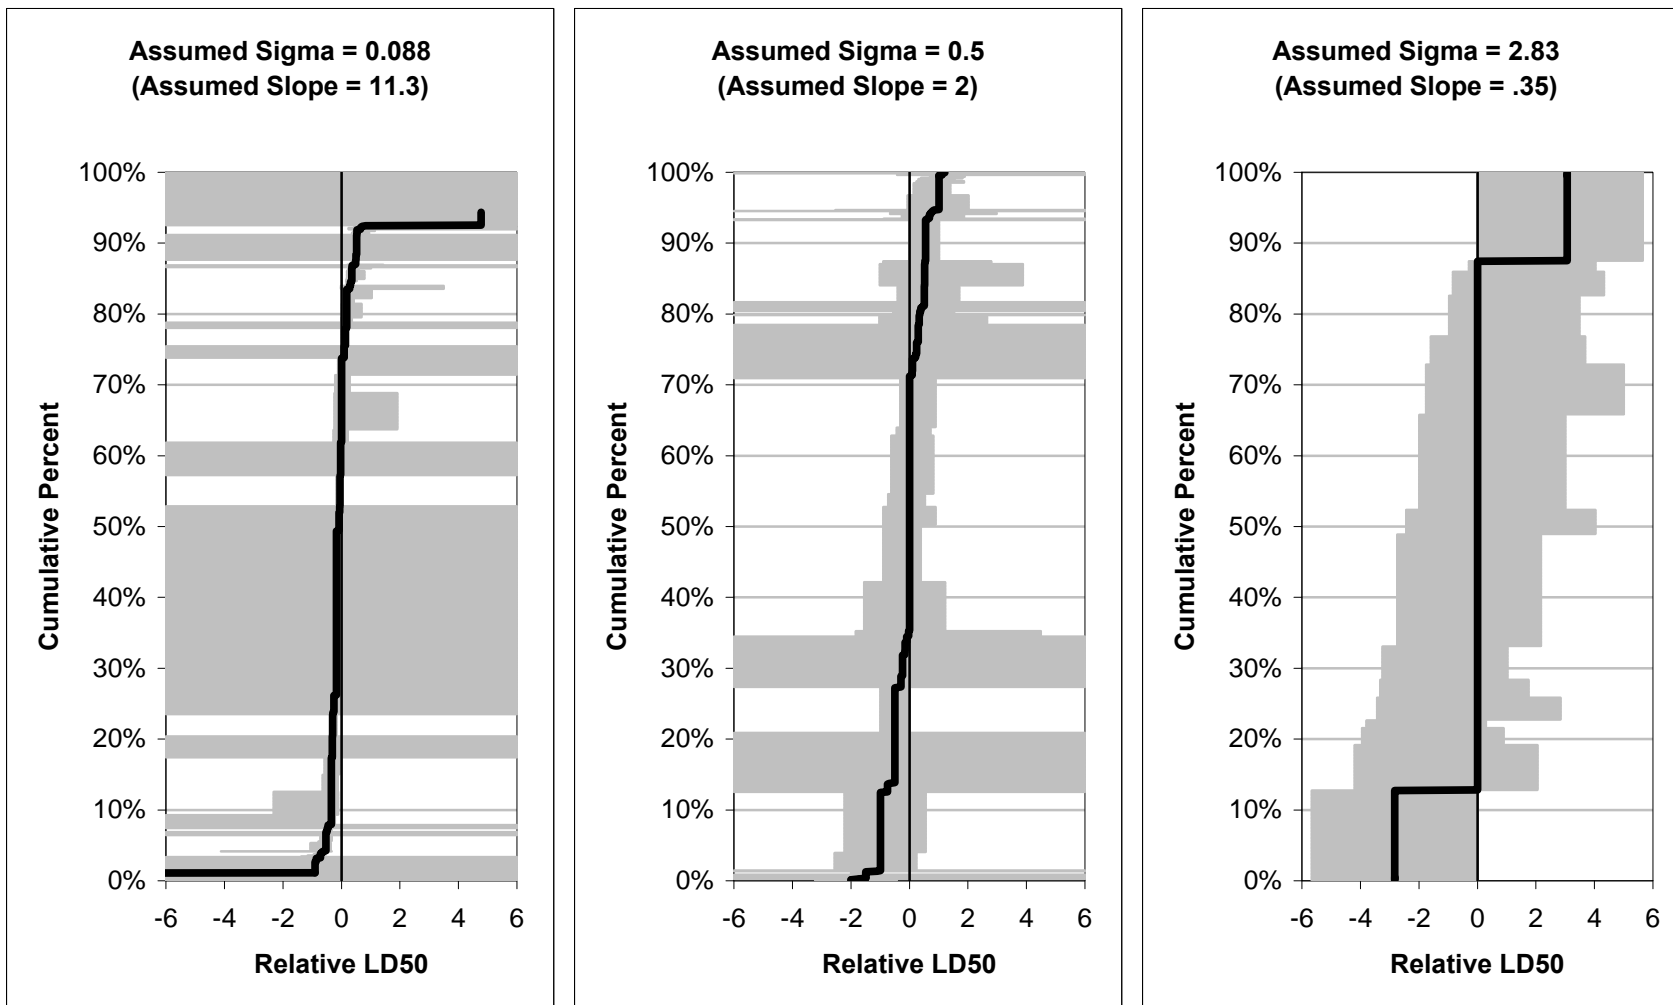 Assumed Sigma = 0.088
(Assumed Slope = 11.3)
100%
90%
80%
70%
60%
50%
40%
30%
20%
10%
0%
Cumulative Percent
-6 -4 -2 0 2 4 6
Relative LD50
Assumed Sigma = 0.5
(Assumed Slope = 2)
100%
90%
80%
70%
60%
50%
40%
30%
20%
10%
0%
Cumulative Percent
-6 -4 -2 0 2 4 6
Relative LD50
Assumed Sigma = 2.83
(Assumed Slope = .35)
100%
90%
80%
70%
60%
50%
40%
30%
20%
10%
0%
Cumulative Percent
-6 -4 -2 0 2 4 6
Relative LD50